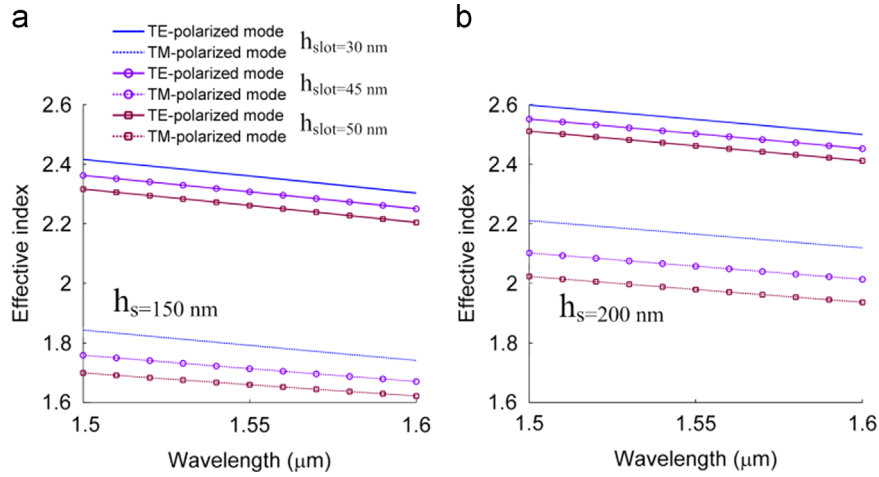 a
TE-polarized mode
TM-polarized mode
hslot=30 nm
TE-polarized mode
TM-polarized mode
hslot=45 nm
TE-polarized mode
TM-polarized mode
hslot=50 nm
2.6
2.4
2.2
2
1.8
1.6
Effective index
hs=150 nm
1.5
1.55
1.6
Wavelength (μm)
b
2.6
2.4
2.2
2
1.8
1.6
Effective index
hs=200 nm
1.5
1.55
1.6
Wavelength (μm)